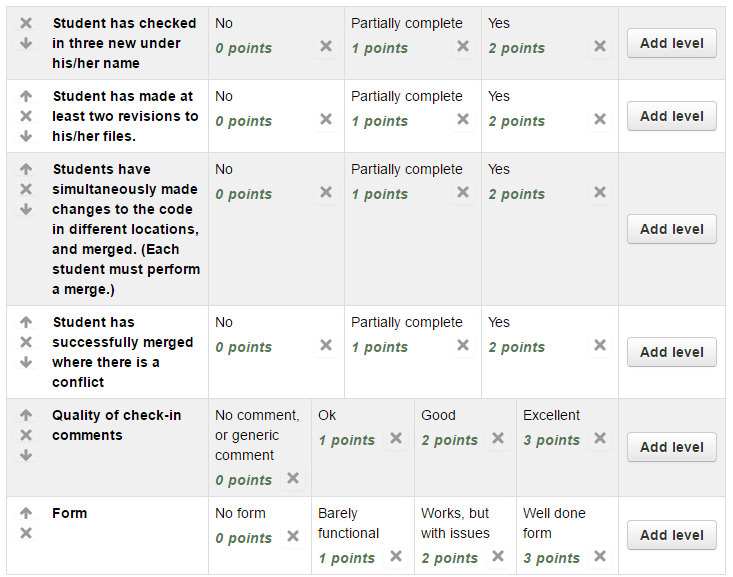 Student has checked
in three new under
his/her name
No
0 points
Partially complete
1 points
Yes
2 points
Add level
Student has made at
least two revisions to
his/her files.
No
0 points
Partially complete
1 points
Yes
2 points
Add level
Students have
simultaneously made
changes to the code
in different locations,
and merged. (Each
student must perform
a merge.)
No
0 points
Partially complete
1 points
Yes
2 points
Add level
Student has
successfully merged
where there is a
conflict
No
0 points
Partially complete
1 points
Yes
2 points
Add level
Quality of check-in
comments
No comment,
or generic
comment
0 points
Ok
1 points
Good
2 points
Excellent
3 points
Add level
Form
No form
0 points
Barely
functional
1 points
Works, but
with issues
2 points
Well done
form
3 points
Add level